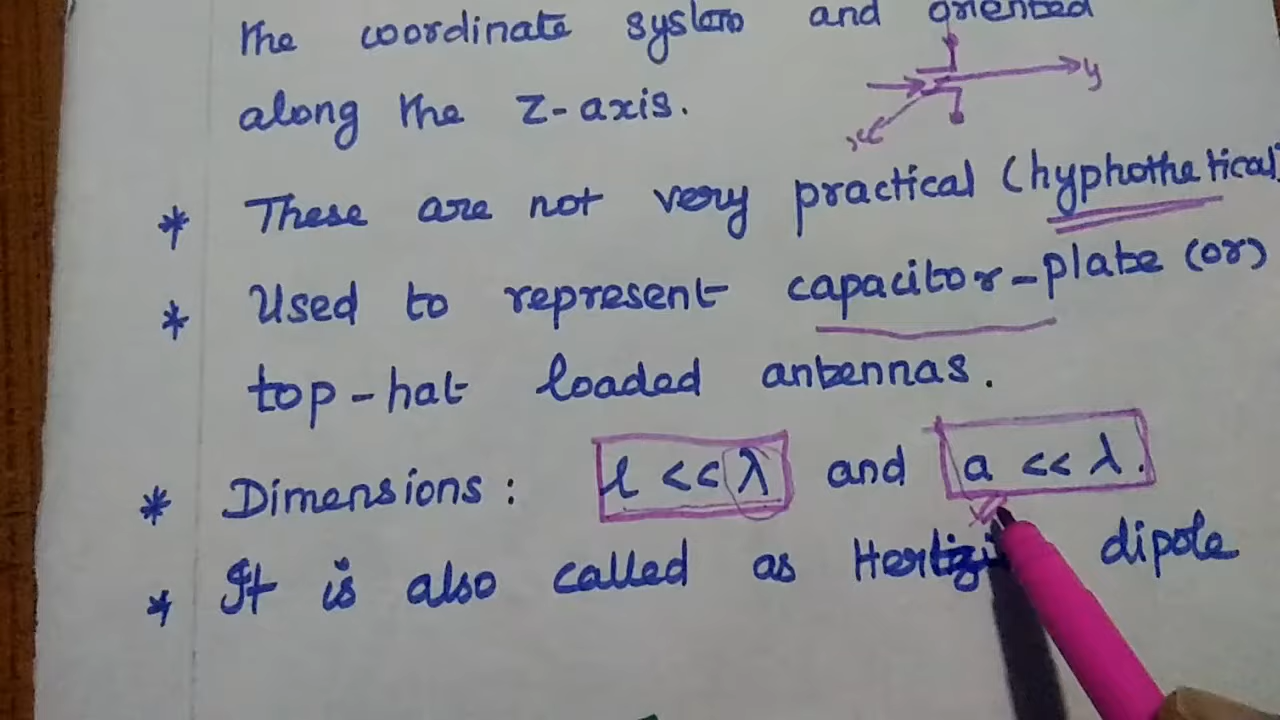 the coordinate system and oriented
along the z-axis.
y
x
* These are not very practical (hyphothetical)
* Used to represent capacitor-plate (or)
top-hat loaded antennas.
* Dimensions: l << λ and a << λ.
* It is also called as dipole